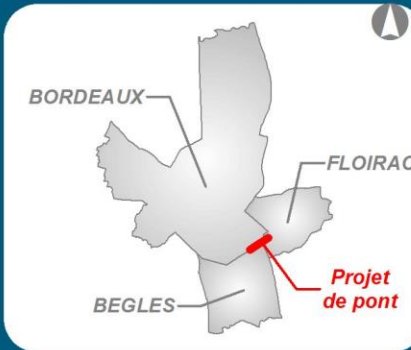 BORDEAUX
FLOIRAC
Projet
de pont
BEGLES